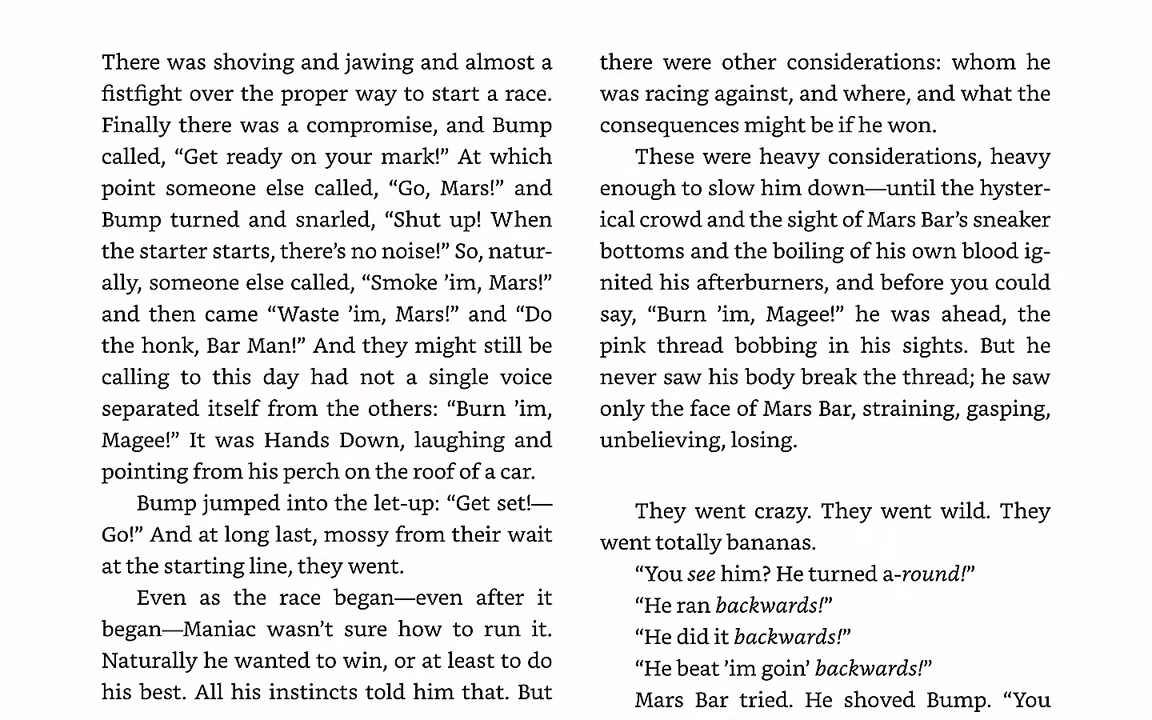 There was shoving and jawing and almost a
fistfight over the proper way to start a race.
Finally there was a compromise, and Bump
called, “Get ready on your mark!” At which
point someone else called, “Go, Mars!” and
Bump turned and snarled, “Shut up! When
the starter starts, there’s no noise!” So, natur-
ally, someone else called, “Smoke ’im, Mars!”
and then came “Waste ’im, Mars!” and “Do
the honk, Bar Man!” And they might still be
calling to this day had not a single voice
separated itself from the others: “Burn ’im,
Magee!” It was Hands Down, laughing and
pointing from his perch on the roof of a car.
Bump jumped into the let-up: “Get set!—
Go!” And at long last, mossy from their wait
at the starting line, they went.
Even as the race began—even after it
began—Maniac wasn’t sure how to run it.
Naturally he wanted to win, or at least to do
his best. All his instincts told him that. But
there were other considerations: whom he
was racing against, and where, and what the
consequences might be if he won.
These were heavy considerations, heavy
enough to slow him down—until the hyster-
ical crowd and the sight of Mars Bar’s sneaker
bottoms and the boiling of his own blood ig-
nited his afterburners, and before you could
say, “Burn ’im, Magee!” he was ahead, the
pink thread bobbing in his sights. But he
never saw his body break the thread; he saw
only the face of Mars Bar, straining, gasping,
unbelieving, losing.
They went crazy. They went wild. They
went totally bananas.
“You see him? He turned a-round!”
“He ran backwards!”
“He did it backwards!”
“He beat ’im goin’ backwards!”
Mars Bar tried. He shoved Bump. “You